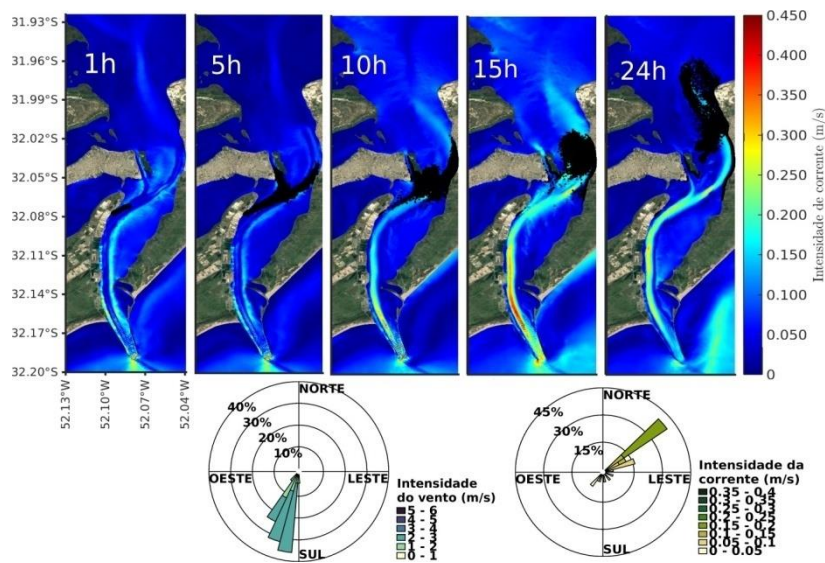 31.93°S
31.96°S
31.99°S
32.02°S
32.05°S
32.08°S
32.11°S
32.14°S
32.17°S
32.20°S
1h
5h
10h
15h
24h
52.13°W
52.10°W
52.07°W
52.04°W
0.450
0.400
0.350
0.300
0.250
0.200
0.150
0.100
0.050
0
Intensidade de corrente (m/s)
NORTE
40%
30%
20%
10%
OESTE
LESTE
SUL
Intensidade
do vento (m/s)
5 - 6
4 - 5
3 - 4
2 - 3
1 - 2
0 - 1
NORTE
45%
30%
15%
OESTE
LESTE
SUL
Intensidade da
corrente (m/s)
0.35 - 0.4
0.3 - 0.35
0.25 - 0.3
0.2 - 0.25
0.15 - 0.2
0.1 - 0.15
0.05 - 0.1
0 - 0.05